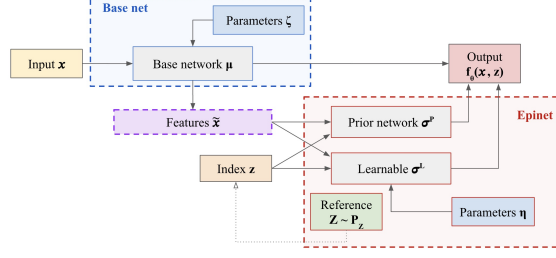 Base net
Parameters ζ
Input x
Base network μ
Output
f_θ(x, z)
Features x̃
Prior network σ^P
Epinet
Index z
Learnable σ^L
Reference
Z ~ P_Z
Parameters η